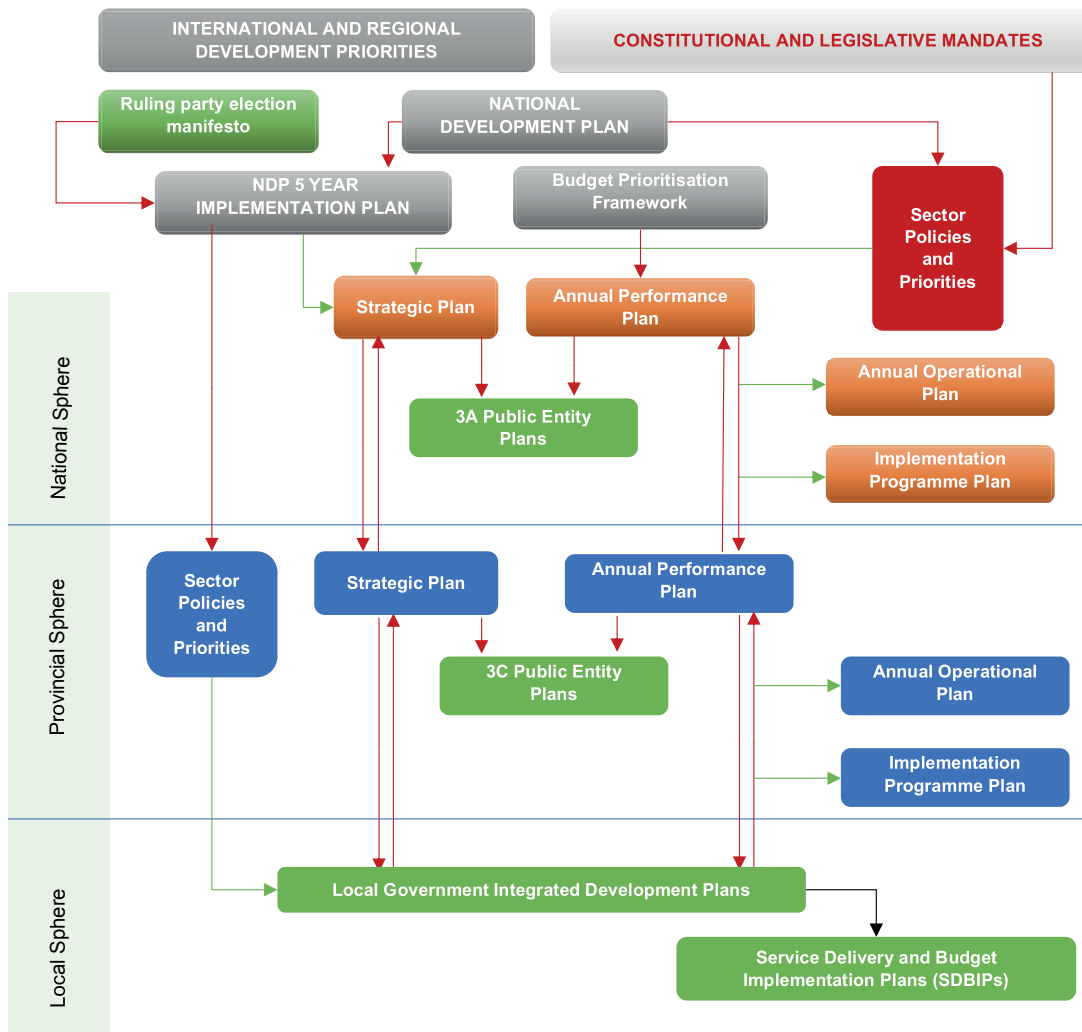 INTERNATIONAL AND REGIONAL
DEVELOPMENT PRIORITIES
CONSTITUTIONAL AND LEGISLATIVE MANDATES
Ruling party election
manifesto
NATIONAL
DEVELOPMENT PLAN
NDP 5 YEAR
IMPLEMENTATION PLAN
Budget Prioritisation
Framework
Sector
Policies
and
Priorities
National Sphere
Strategic Plan
Annual Performance
Plan
Annual Operational
Plan
3A Public Entity
Plans
Implementation
Programme Plan
Provincial Sphere
Sector
Policies
and
Priorities
Strategic Plan
Annual Performance
Plan
3C Public Entity
Plans
Annual Operational
Plan
Implementation
Programme Plan
Local Sphere
Local Government Integrated Development Plans
Service Delivery and Budget
Implementation Plans (SDBIPs)